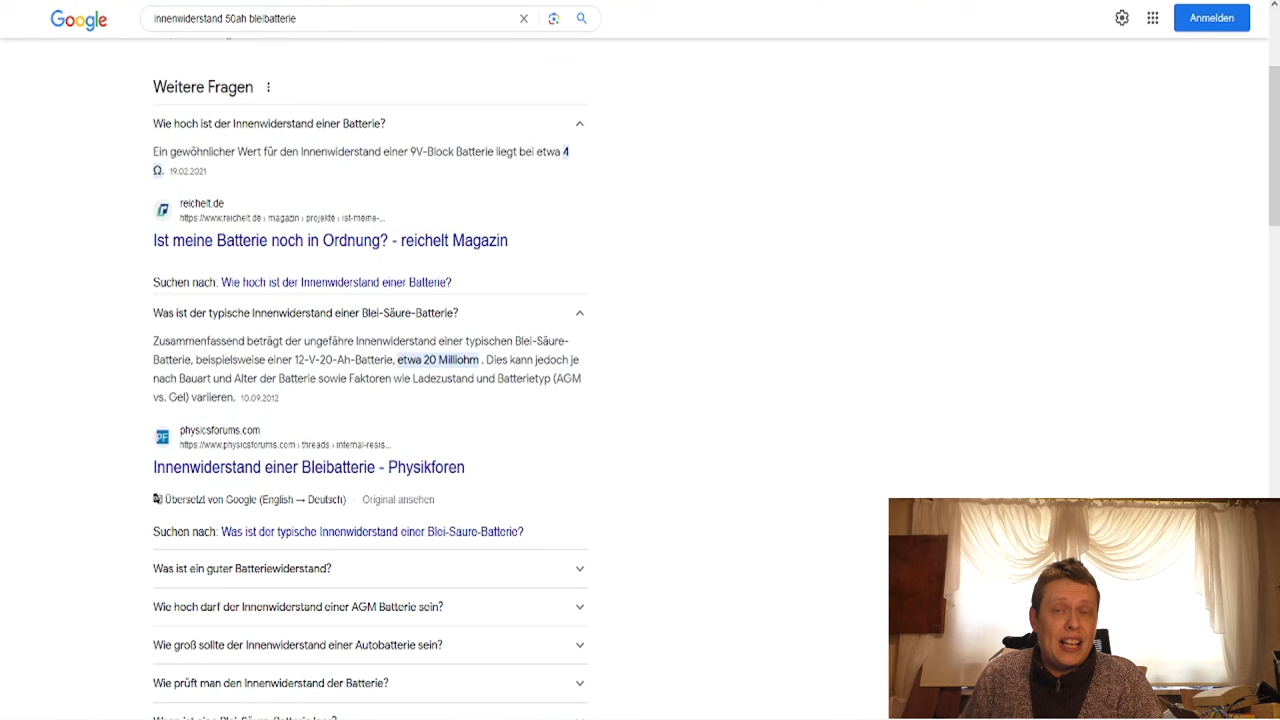 Google
innenwiderstand 50ah bleibatterie
Anmelden
Weitere Fragen
Wie hoch ist der Innenwiderstand einer Batterie?
Ein gewöhnlicher Wert für den Innenwiderstand einer 9V-Block Batterie liegt bei etwa 4
Ω. 19.02.2021
reichelt.de
https://www.reichelt.de › magazin › projekte › ist-meine-...
Ist meine Batterie noch in Ordnung? - reichelt Magazin
Suchen nach: Wie hoch ist der Innenwiderstand einer Batterie?
Was ist der typische Innenwiderstand einer Blei-Säure-Batterie?
Zusammenfassend beträgt der ungefähre Innenwiderstand einer typischen Blei-Säure-
Batterie, beispielsweise einer 12-V-20-Ah-Batterie, etwa 20 Milliohm . Dies kann jedoch je
nach Bauart und Alter der Batterie sowie Faktoren wie Ladezustand und Batterietyp (AGM
vs. Gel) variieren. 10.09.2012
physicsforums.com
https://www.physicsforums.com › threads › internal-resis...
Innenwiderstand einer Bleibatterie - Physikforen
Übersetzt von Google (English → Deutsch) · Original ansehen
Suchen nach: Was ist der typische Innenwiderstand einer Blei-Säure-Batterie?
Was ist ein guter Batteriewiderstand?
Wie hoch darf der Innenwiderstand einer AGM Batterie sein?
Wie groß sollte der Innenwiderstand einer Autobatterie sein?
Wie prüft man den Innenwiderstand der Batterie?